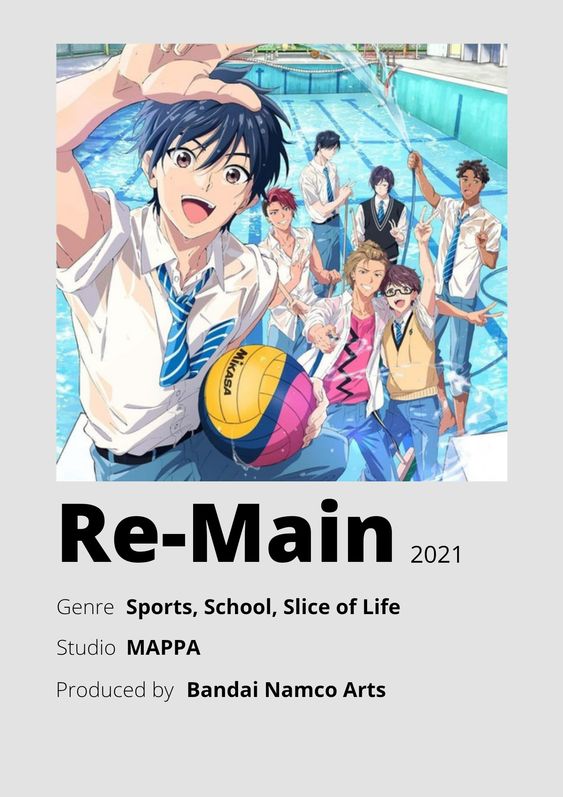 MIKASA
Re-Main 2021
Genre Sports, School, Slice of Life
Studio MAPPA
Produced by Bandai Namco Arts